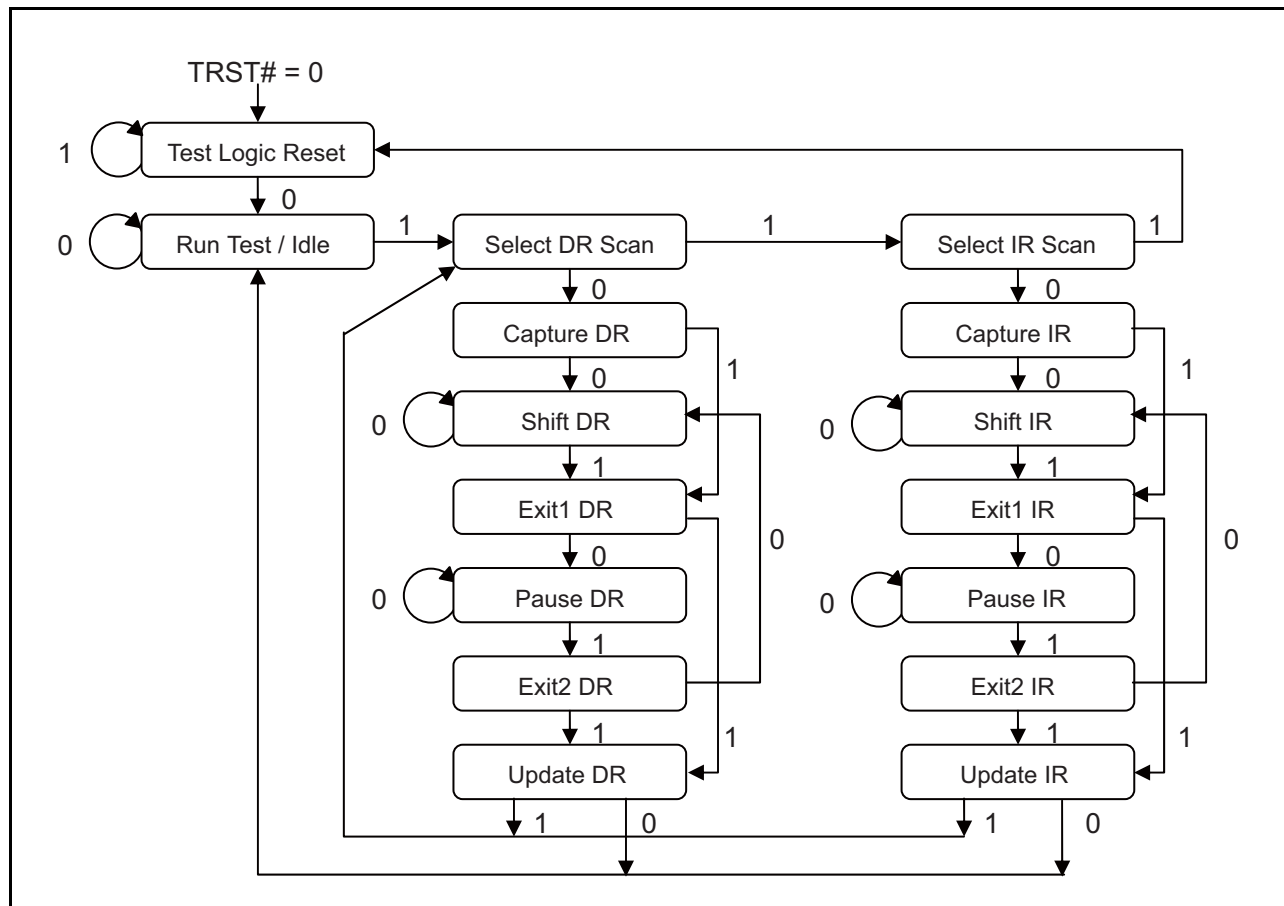 TRST# = 0
1 Test Logic Reset
0
0 Run Test / Idle 1 Select DR Scan 1 Select IR Scan 1
0 0
Capture DR Capture IR
1 1
0 0
0 Shift DR 0 Shift IR
1 1
Exit1 DR Exit1 IR
0 0
0 0
0 Pause DR 0 Pause IR
1 1
Exit2 DR Exit2 IR
1 1 1 1
Update DR Update IR
1 0 1 0